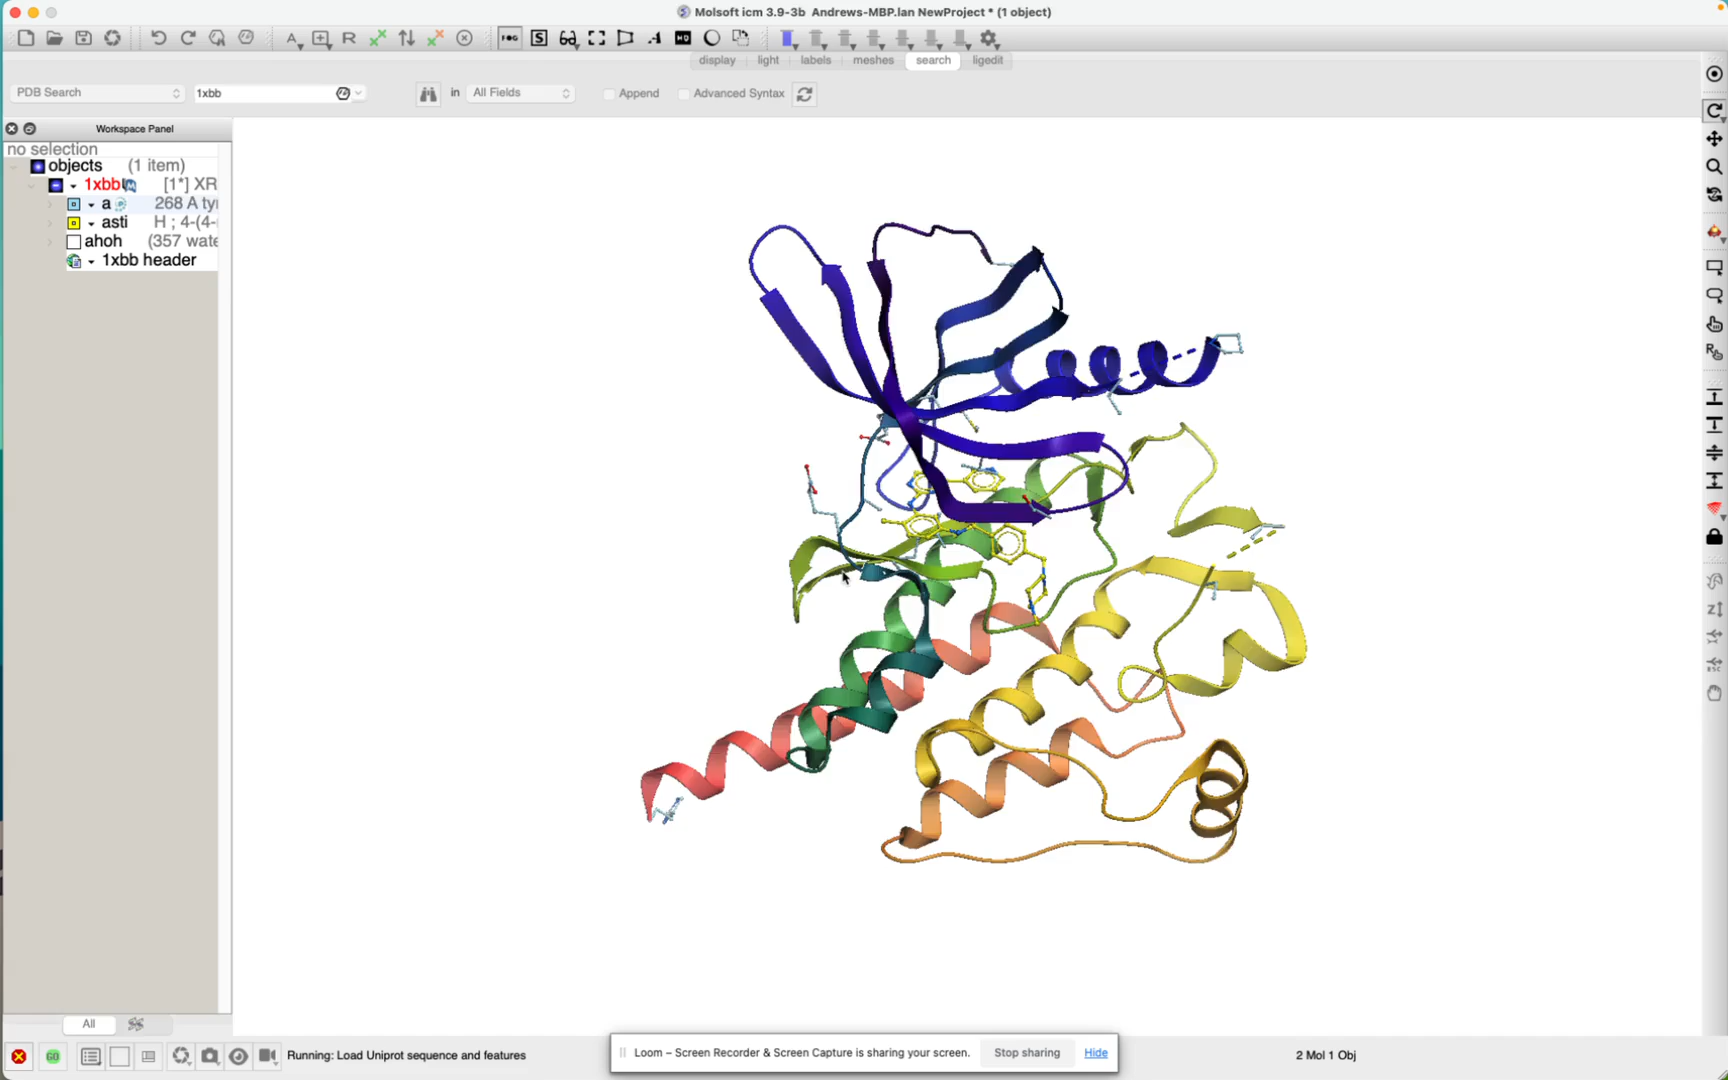 Molsoft icm 3.9-3b Andrews-MBP.lan NewProject * (1 object)
A R FOG S A HD
display light labels meshes search ligedit
PDB Search 1xbb in All Fields Append Advanced Syntax
Workspace Panel
no selection
objects (1 item)
1xbb [1*] XR
a 268 A ty
asti H ; 4-(4-
ahoh (357 wate
1xbb header
All
GO Running: Load Uniprot sequence and features
Loom – Screen Recorder & Screen Capture is sharing your screen. Stop sharing Hide
2 Mol 1 Obj